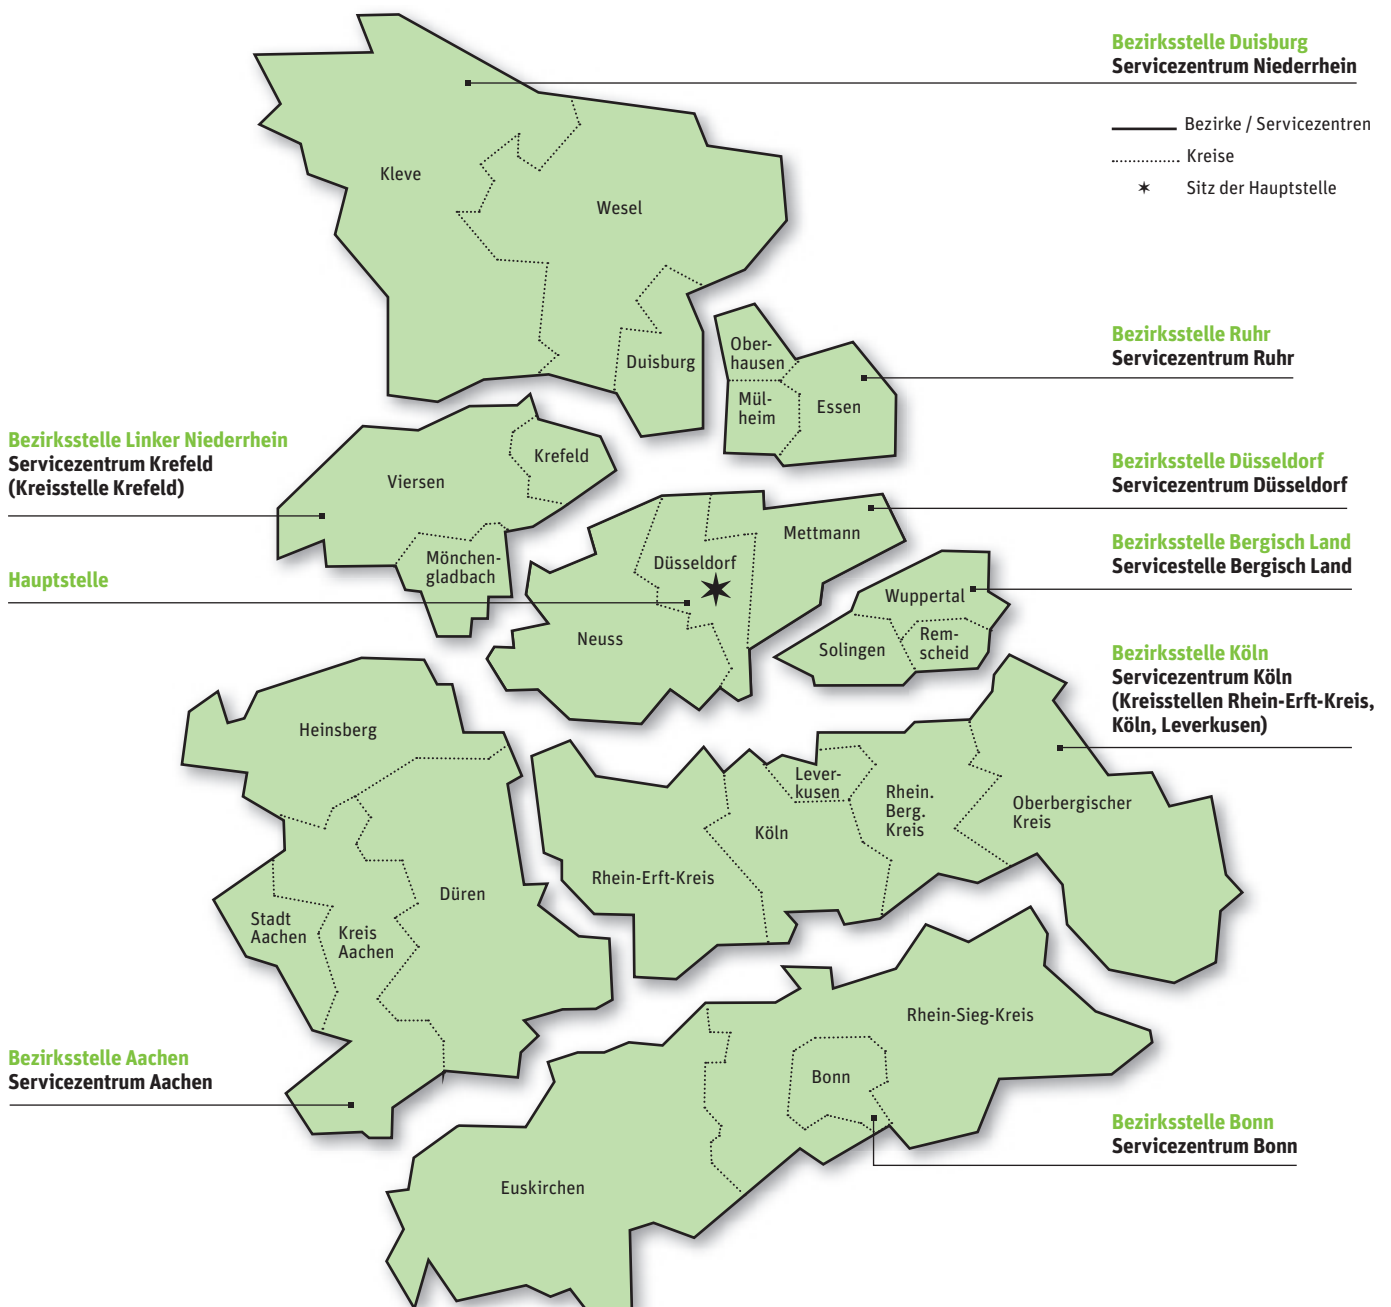 Bezirksstelle Duisburg
Servicezentrum Niederrhein
Bezirke / Servicezentren
Kreise
Sitz der Hauptstelle
Kleve
Wesel
Duisburg
Ober-
hausen
Mül-
heim
Essen
Bezirksstelle Ruhr
Servicezentrum Ruhr
Bezirksstelle Linker Niederrhein
Servicezentrum Krefeld
(Kreisstelle Krefeld)
Viersen
Krefeld
Mönchen-
gladbach
Bezirksstelle Düsseldorf
Servicezentrum Düsseldorf
Mettmann
Düsseldorf
Neuss
Hauptstelle
Bezirksstelle Bergisch Land
Servicestelle Bergisch Land
Wuppertal
Solingen
Rem-
scheid
Bezirksstelle Köln
Servicezentrum Köln
(Kreisstellen Rhein-Erft-Kreis,
Köln, Leverkusen)
Heinsberg
Düren
Stadt
Aachen
Kreis
Aachen
Rhein-Erft-Kreis
Köln
Lever-
kusen
Rhein.
Berg.
Kreis
Oberbergischer
Kreis
Bezirksstelle Aachen
Servicezentrum Aachen
Rhein-Sieg-Kreis
Bonn
Euskirchen
Bezirksstelle Bonn
Servicezentrum Bonn